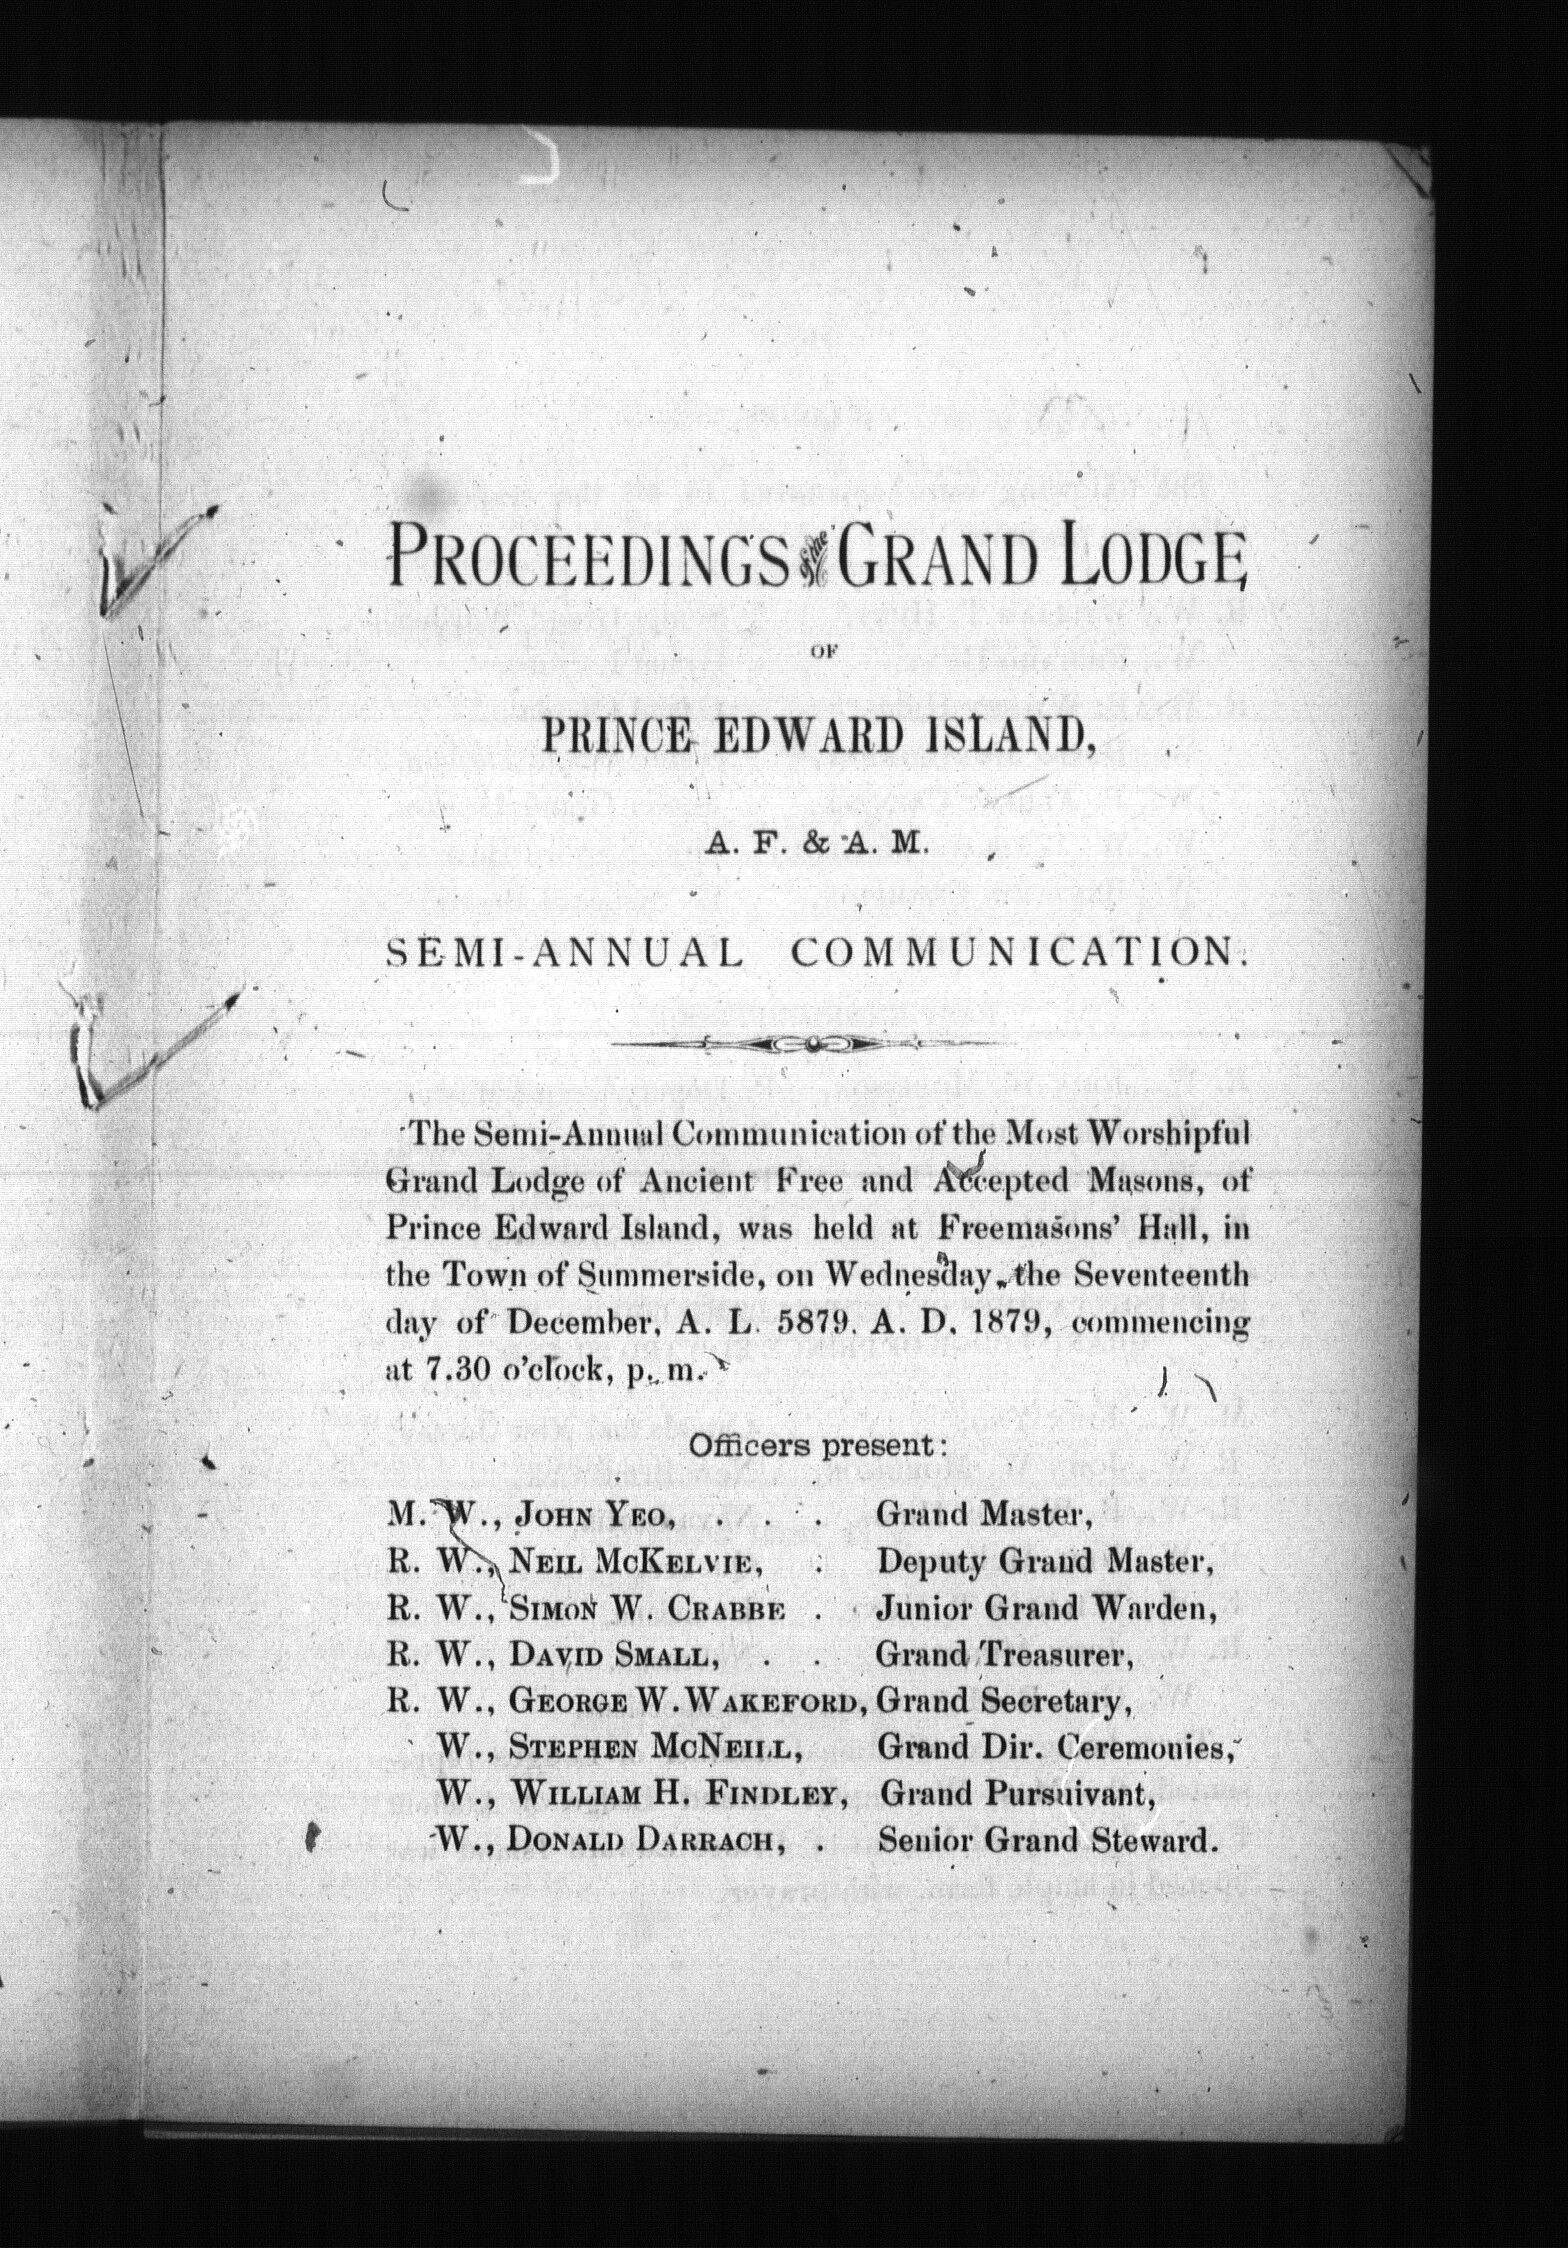 PROCEEDINGS of the GRAND LODGE
OF
PRINCE EDWARD ISLAND,
A. F. & A. M.
SEMI-ANNUAL COMMUNICATION.
The Semi-Annual Communication of the Most Worshipful
Grand Lodge of Ancient Free and Accepted Masons, of
Prince Edward Island, was held at Freemasons' Hall, in
the Town of Summerside, on Wednesday, the Seventeenth
day of December, A. L. 5879, A. D. 1879, commencing
at 7.30 o'clock, p. m.
Officers present:
M. W., JOHN YEO, . . . Grand Master,
R. W., NEIL MCKELVIE, . Deputy Grand Master,
R. W., SIMON W. CRABBE . Junior Grand Warden,
R. W., DAVID SMALL, . . Grand Treasurer,
R. W., GEORGE W. WAKEFORD, Grand Secretary,
W., STEPHEN MCNEILL, Grand Dir. Ceremonies,
W., WILLIAM H. FINDLEY, Grand Pursuivant,
W., DONALD DARRACH, . Senior Grand Steward.